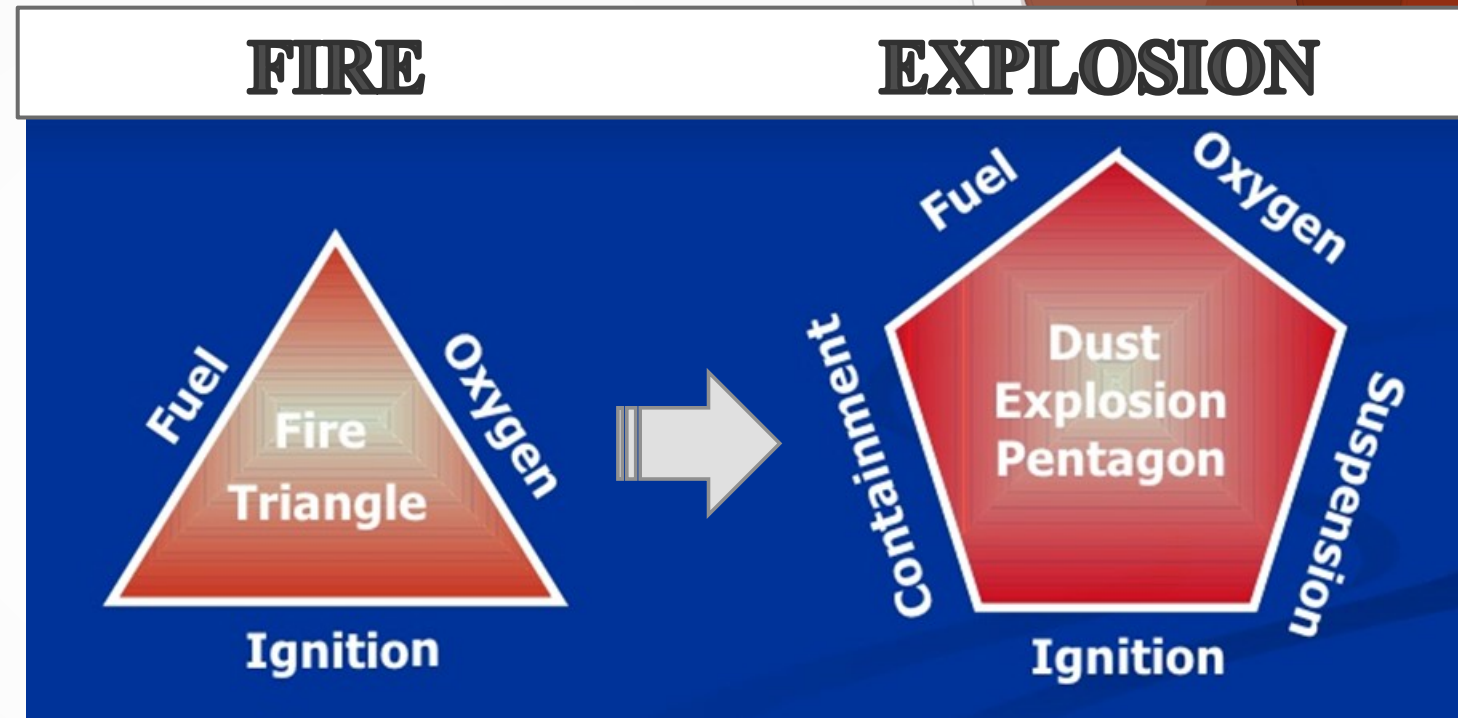 FIRE
EXPLOSION
Fuel
Oxygen
Fire
Triangle
Ignition
Fuel
Oxygen
Containment
Dust
Explosion
Pentagon
Suspension
Ignition